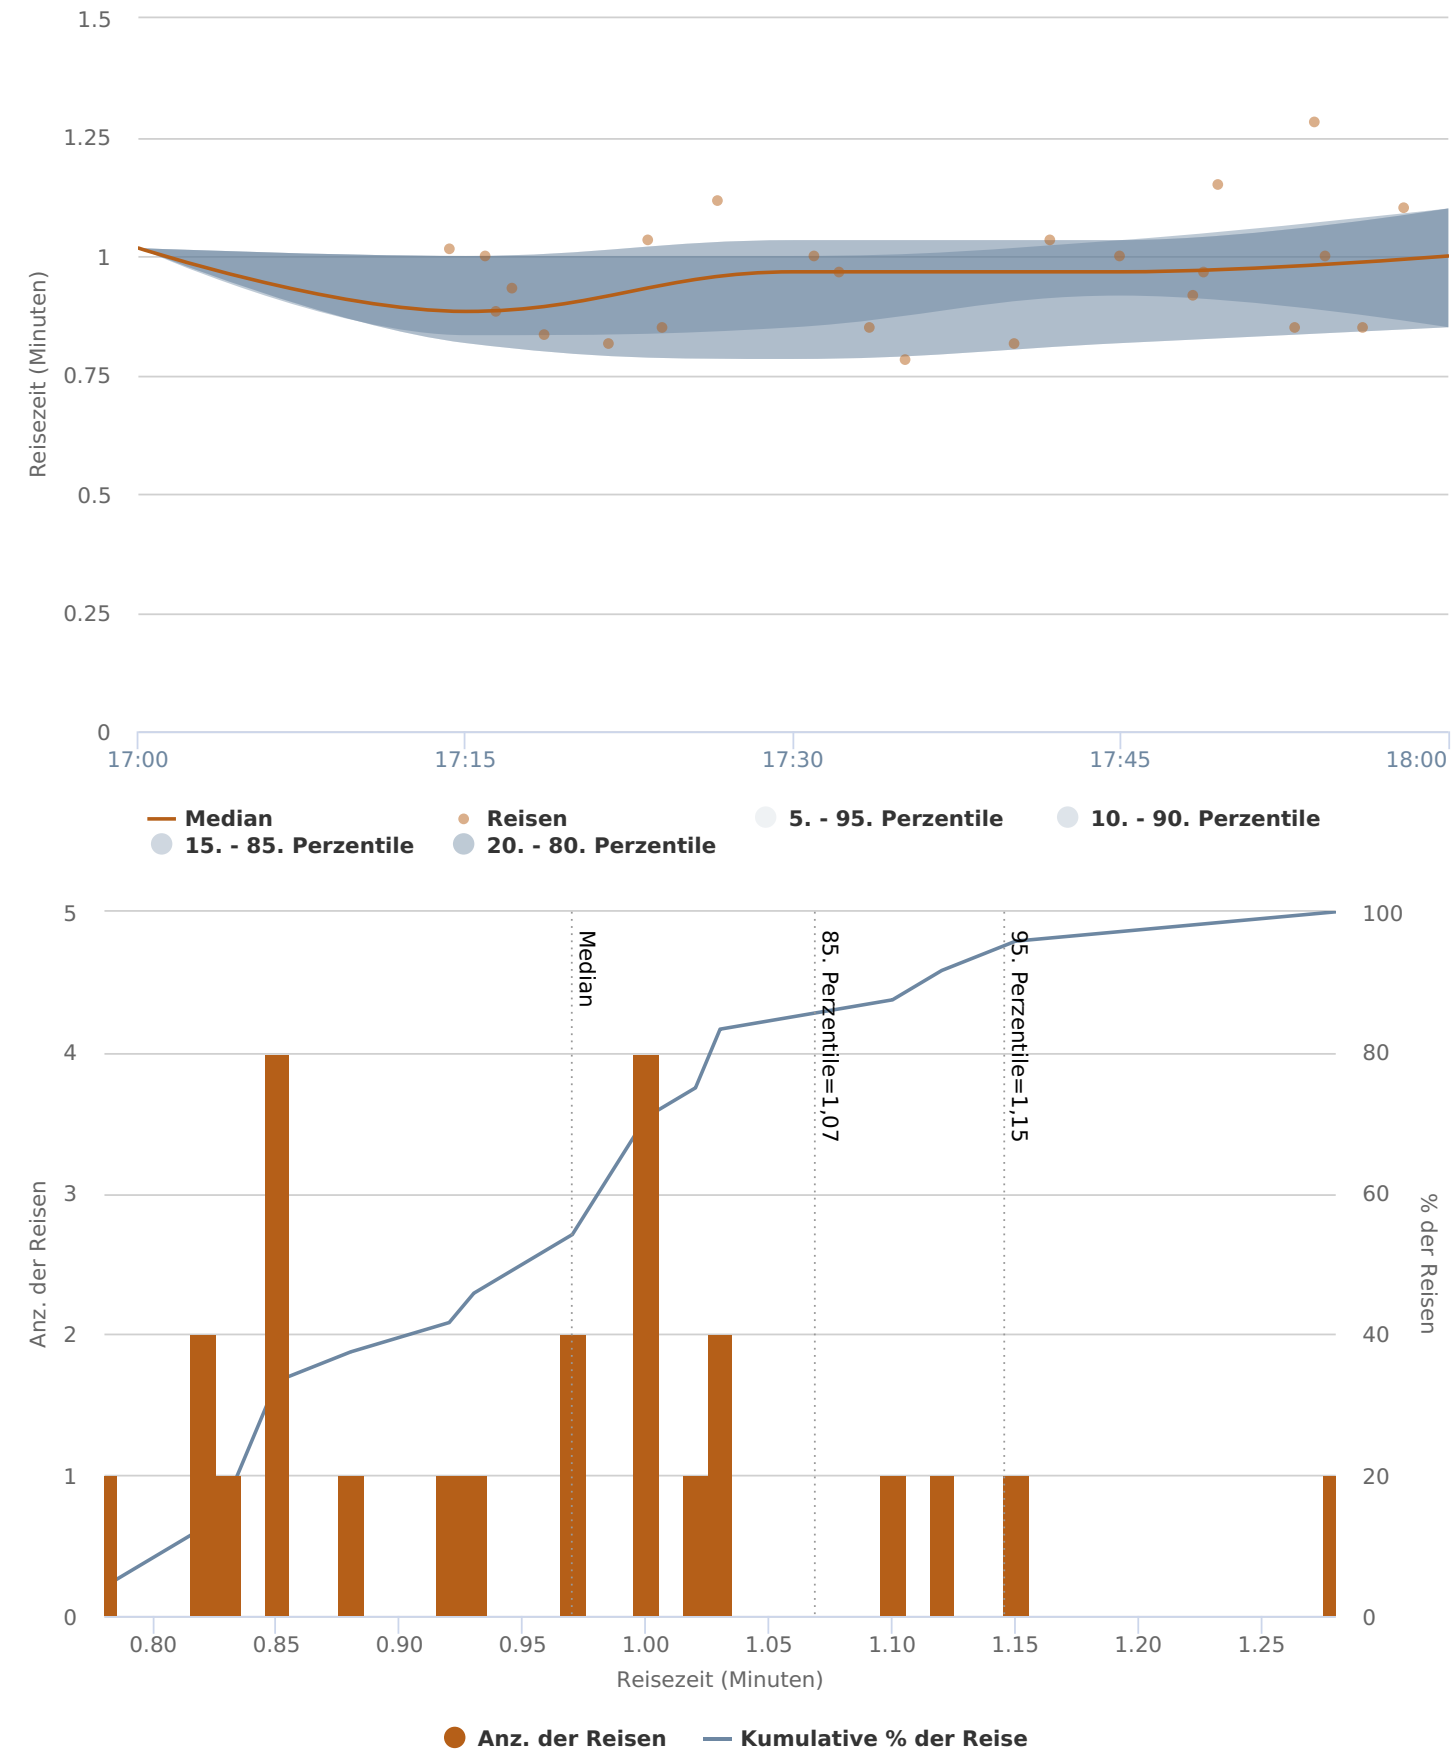 1.5
1.25
1
0.75
0.5
0.25
0
Reisezeit (Minuten)
17:00 17:15 17:30 17:45 18:00
Median Reisen 5. - 95. Perzentile 10. - 90. Perzentile
15. - 85. Perzentile 20. - 80. Perzentile
5 100
4 80
3 60
2 40
1 20
0 0
Anz. der Reisen
% der Reisen
Median
85. Perzentile=1,07
95. Perzentile=1,15
0.80 0.85 0.90 0.95 1.00 1.05 1.10 1.15 1.20 1.25
Reisezeit (Minuten)
Anz. der Reisen Kumulative % der Reise